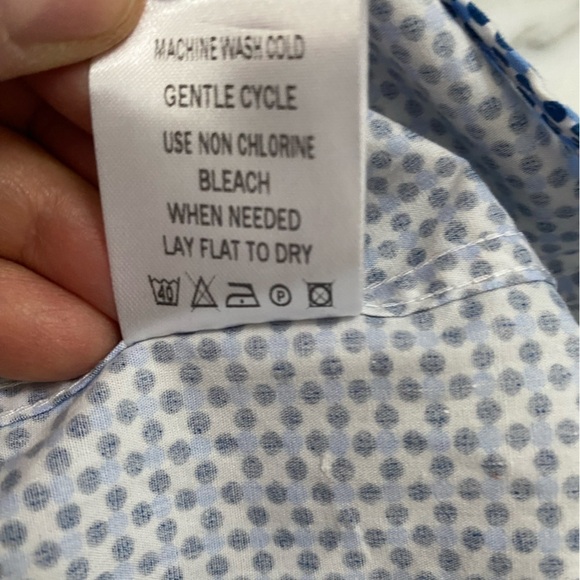 MACHINE WASH COLD
GENTLE CYCLE
USE NON CHLORINE
BLEACH
WHEN NEEDED
LAY FLAT TO DRY
40 P